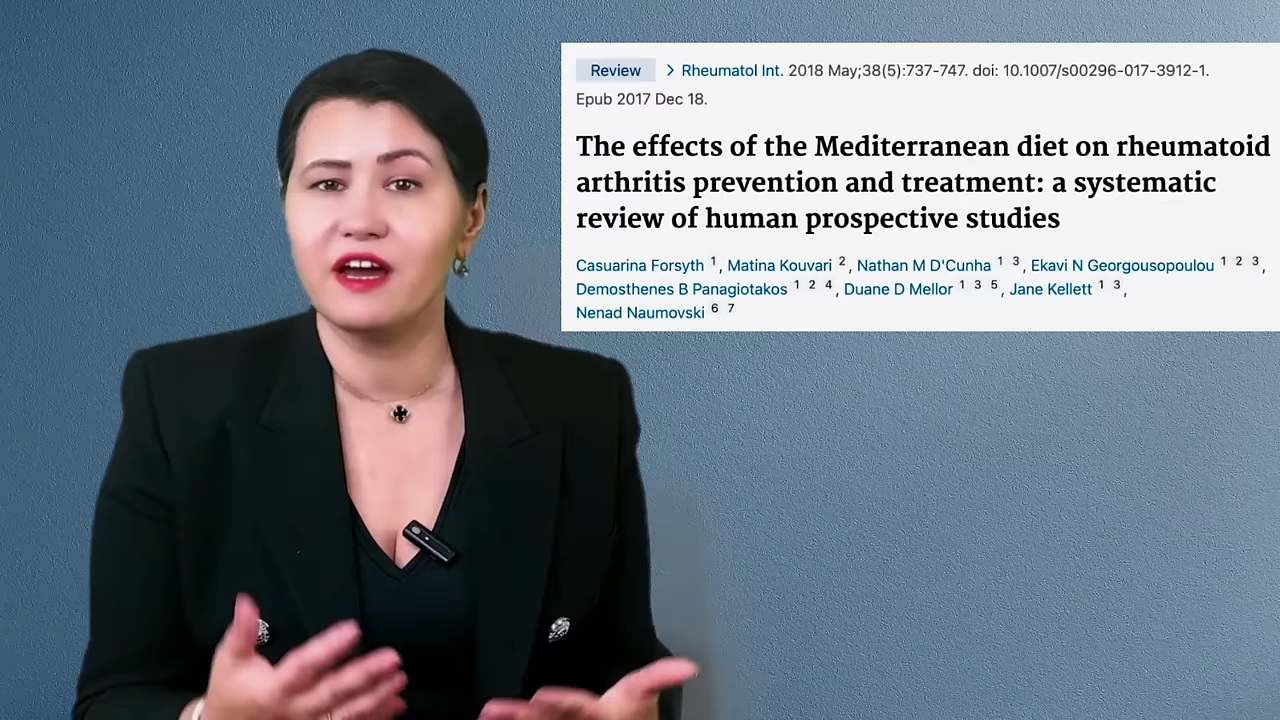 Review > Rheumatol Int. 2018 May;38(5):737-747. doi: 10.1007/s00296-017-3912-1.
Epub 2017 Dec 18.
The effects of the Mediterranean diet on rheumatoid
arthritis prevention and treatment: a systematic
review of human prospective studies
Casuarina Forsyth 1, Matina Kouvari 2, Nathan M D'Cunha 1 3, Ekavi N Georgousopoulou 1 2 3,
Demosthenes B Panagiotakos 1 2 4, Duane D Mellor 1 3 5, Jane Kellett 1 3,
Nenad Naumovski 6 7